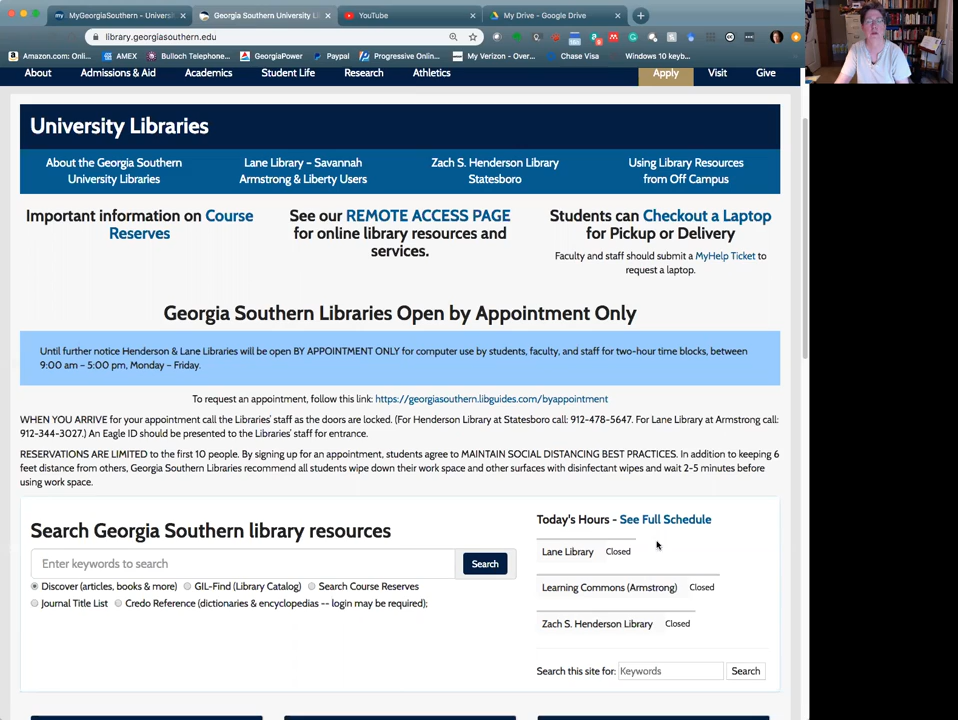 MyGeorgiaSouthern - Universi
Georgia Southern University L
YouTube
My Drive - Google Drive
library.georgiasouthern.edu
Amazon.com: Onli...
AMEX
Bulloch Telephone...
GeorgiaPower
Paypal
Progressive Onlin...
My Verizon - Over...
Chase Visa
Windows 10 keyb...
About
Admissions & Aid
Academics
Student Life
Research
Athletics
Apply
Visit
Give
University Libraries
About the Georgia Southern
University Libraries
Lane Library – Savannah
Armstrong & Liberty Users
Zach S. Henderson Library
Statesboro
Using Library Resources
from Off Campus
Important information on Course
Reserves
See our REMOTE ACCESS PAGE
for online library resources and
services.
Students can Checkout a Laptop
for Pickup or Delivery
Faculty and staff should submit a MyHelp Ticket to
request a laptop.
Georgia Southern Libraries Open by Appointment Only
Until further notice Henderson & Lane Libraries will be open BY APPOINTMENT ONLY for computer use by students, faculty, and staff for two-hour time blocks, between
9:00 am – 5:00 pm, Monday – Friday.
To request an appointment, follow this link: https://georgiasouthern.libguides.com/byappointment
WHEN YOU ARRIVE for your appointment call the Libraries' staff as the doors are locked. (For Henderson Library at Statesboro call: 912-478-5647. For Lane Library at Armstrong call:
912-344-3027.) An Eagle ID should be presented to the Libraries' staff for entrance.
RESERVATIONS ARE LIMITED to the first 10 people. By signing up for an appointment, students agree to MAINTAIN SOCIAL DISTANCING BEST PRACTICES. In addition to keeping 6
feet distance from others, Georgia Southern Libraries recommend all students wipe down their work space and other surfaces with disinfectant wipes and wait 2-5 minutes before
using work space.
Search Georgia Southern library resources
Enter keywords to search
Search
Discover (articles, books & more)
GIL-Find (Library Catalog)
Search Course Reserves
Journal Title List
Credo Reference (dictionaries & encyclopedias -- login may be required);
Today's Hours - See Full Schedule
Lane Library
Closed
Learning Commons (Armstrong)
Closed
Zach S. Henderson Library
Closed
Search this site for:
Keywords
Search